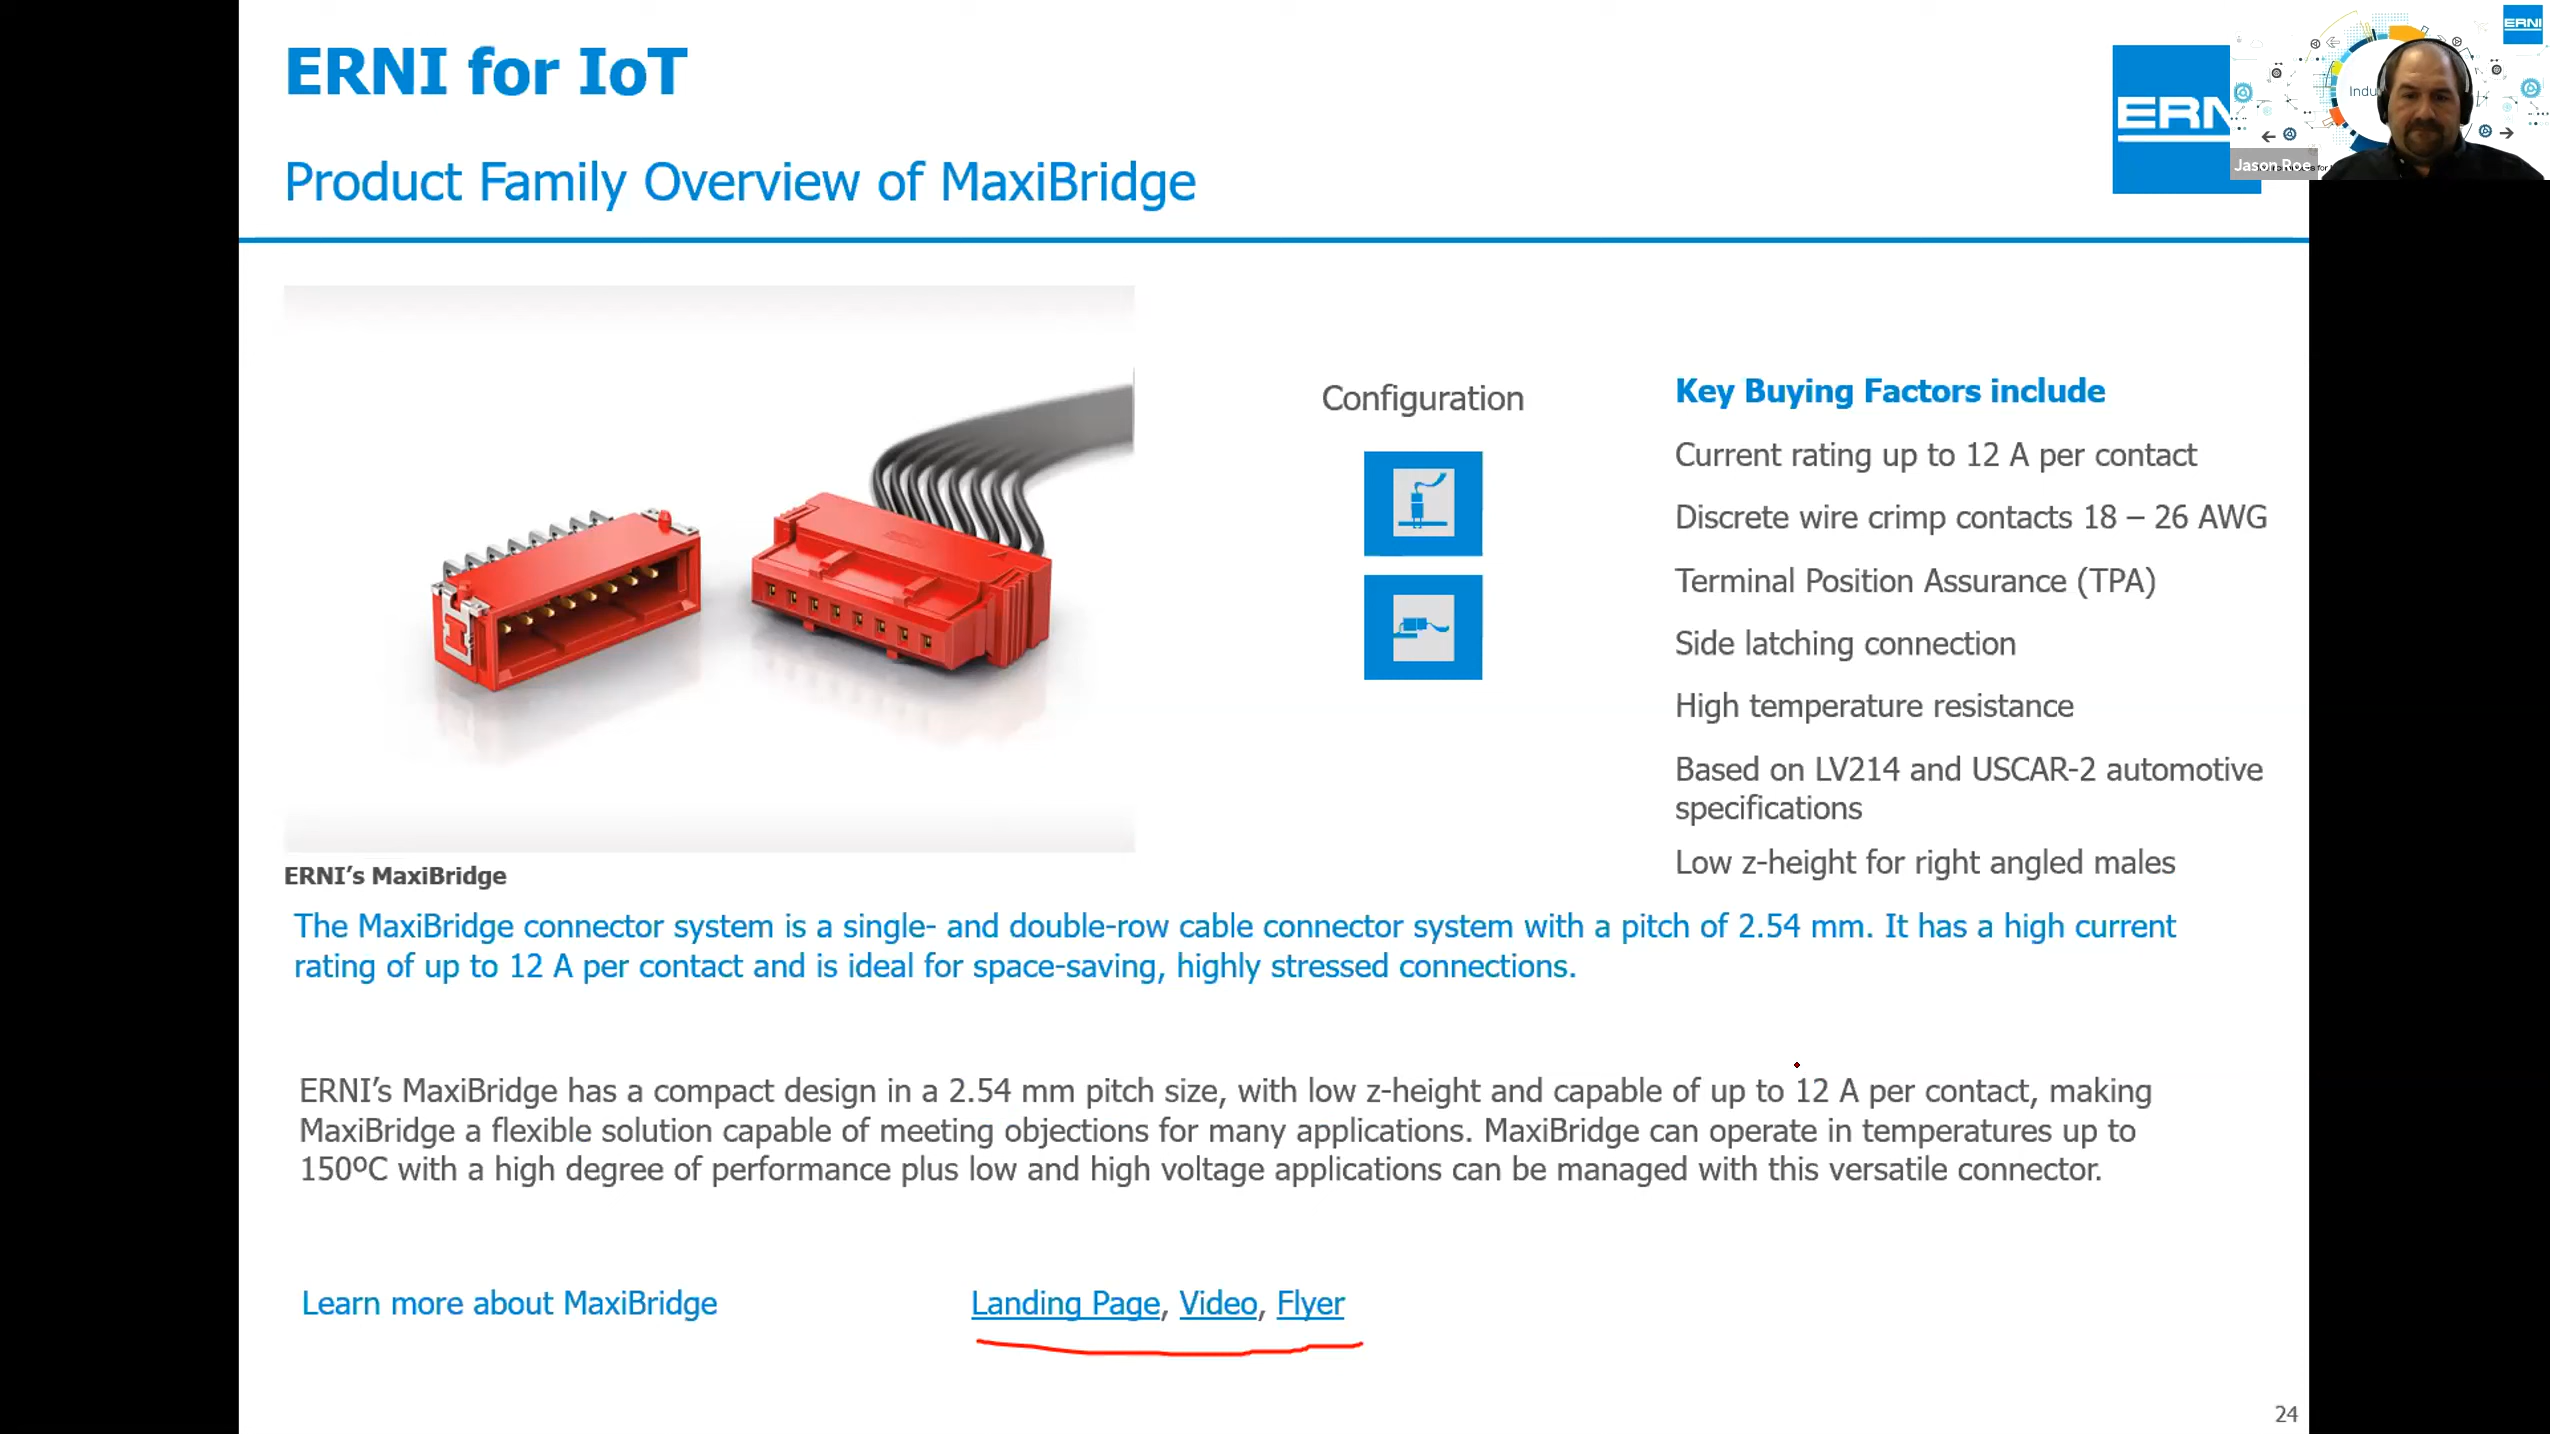 ERNI for IoT
Product Family Overview of MaxiBridge
ERN
ERNI
Indu
Jason Roe
Configuration
Key Buying Factors include
Current rating up to 12 A per contact
Discrete wire crimp contacts 18 – 26 AWG
Terminal Position Assurance (TPA)
Side latching connection
High temperature resistance
Based on LV214 and USCAR-2 automotive
specifications
Low z-height for right angled males
ERNI's MaxiBridge
The MaxiBridge connector system is a single- and double-row cable connector system with a pitch of 2.54 mm. It has a high current
rating of up to 12 A per contact and is ideal for space-saving, highly stressed connections.
ERNI's MaxiBridge has a compact design in a 2.54 mm pitch size, with low z-height and capable of up to 12 A per contact, making
MaxiBridge a flexible solution capable of meeting objections for many applications. MaxiBridge can operate in temperatures up to
150ºC with a high degree of performance plus low and high voltage applications can be managed with this versatile connector.
Learn more about MaxiBridge
Landing Page, Video, Flyer
24